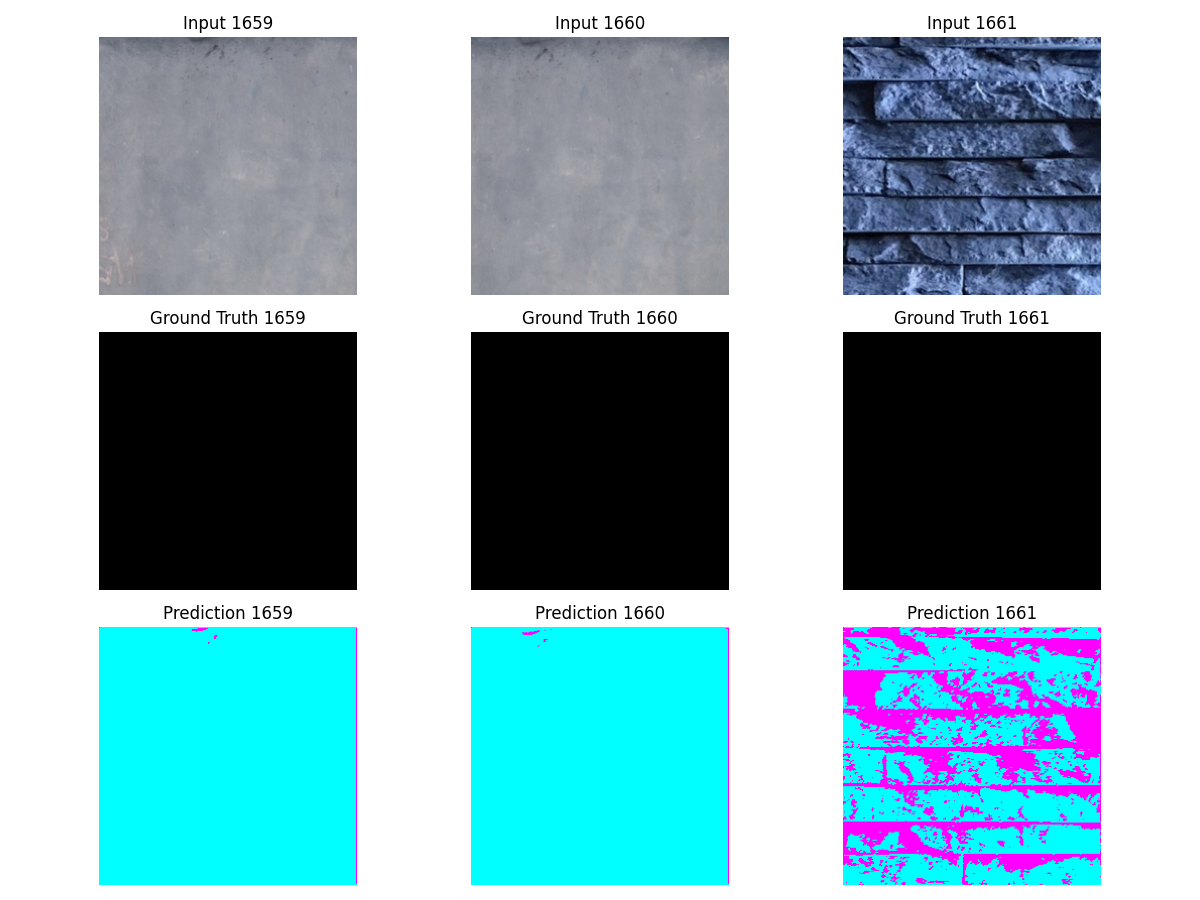 Input 1659
Input 1660
Input 1661
Ground Truth 1659
Ground Truth 1660
Ground Truth 1661
Prediction 1659
Prediction 1660
Prediction 1661